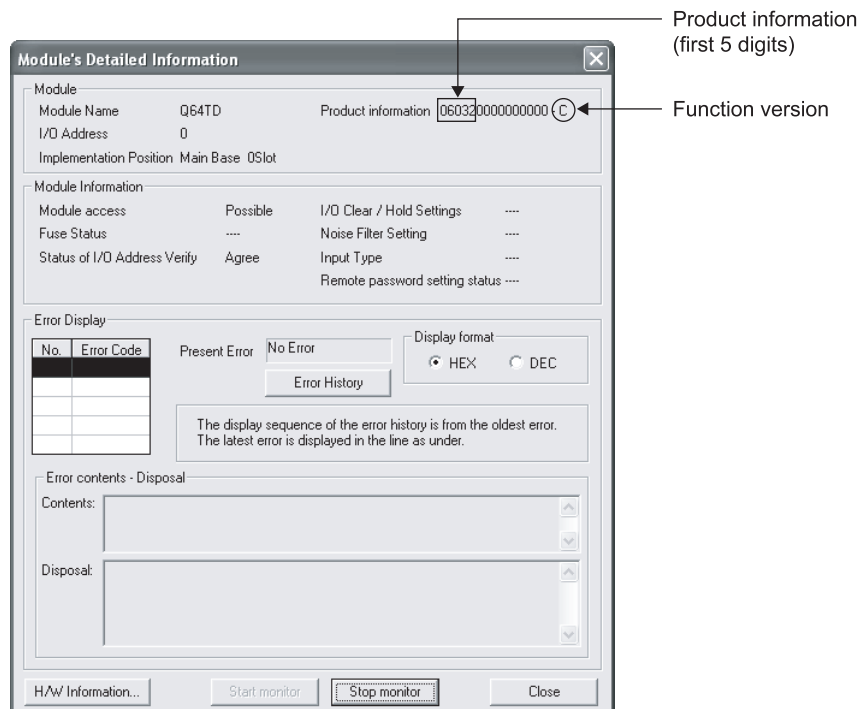 Product information
(first 5 digits)
Module's Detailed Information
Module
Module Name Q64TD Product information 060320000000000 -C Function version
I/O Address 0
Implementation Position Main Base 0Slot
Module Information
Module access Possible I/O Clear / Hold Settings ----
Fuse Status ---- Noise Filter Setting ----
Status of I/O Address Verify Agree Input Type ----
Remote password setting status ----
Error Display
Display format
No. Error Code Present Error No Error HEX DEC
Error History
The display sequence of the error history is from the oldest error.
The latest error is displayed in the line as under.
Error contents - Disposal
Contents:
Disposal:
H/W Information... Start monitor Stop monitor Close